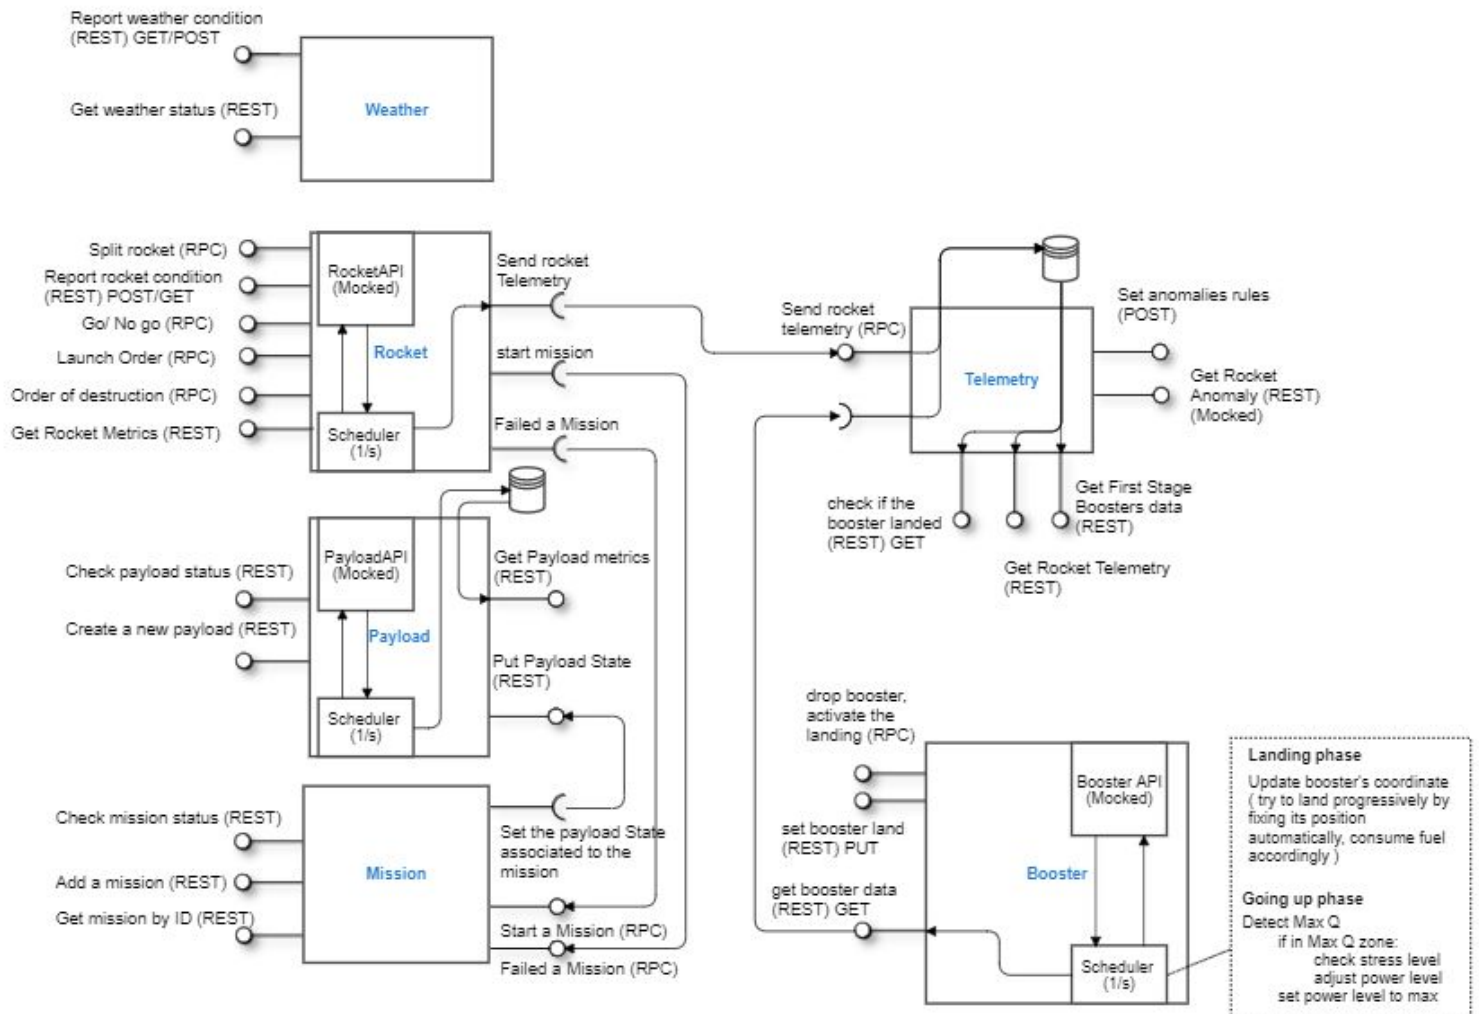 Report weather condition
(REST) GET/POST
Get weather status (REST)
Weather
Split rocket (RPC)
Report rocket condition
(REST) POST/GET
Go/ No go (RPC)
Launch Order (RPC)
Order of destruction (RPC)
Get Rocket Metrics (REST)
RocketAPI
(Mocked)
Rocket
Scheduler
(1/s)
Send rocket
Telemetry
start mission
Failed a Mission
Send rocket
telemetry (RPC)
Telemetry
Set anomalies rules
(POST)
Get Rocket
Anomaly (REST)
(Mocked)
check if the
booster landed
(REST) GET
Get First Stage
Boosters data
(REST)
Get Rocket Telemetry
(REST)
Check payload status (REST)
Create a new payload (REST)
PayloadAPI
(Mocked)
Payload
Scheduler
(1/s)
Get Payload metrics
(REST)
Put Payload State
(REST)
Check mission status (REST)
Add a mission (REST)
Get mission by ID (REST)
Mission
Set the payload State
associated to the
mission
Start a Mission (RPC)
Failed a Mission (RPC)
drop booster,
activate the
landing (RPC)
set booster land
(REST) PUT
get booster data
(REST) GET
Booster API
(Mocked)
Booster
Scheduler
(1/s)
Landing phase
Update booster's coordinate
( try to land progressively by
fixing its position
automatically, consume fuel
accordingly )
Going up phase
Detect Max Q
if in Max Q zone:
check stress level
adjust power level
set power level to max